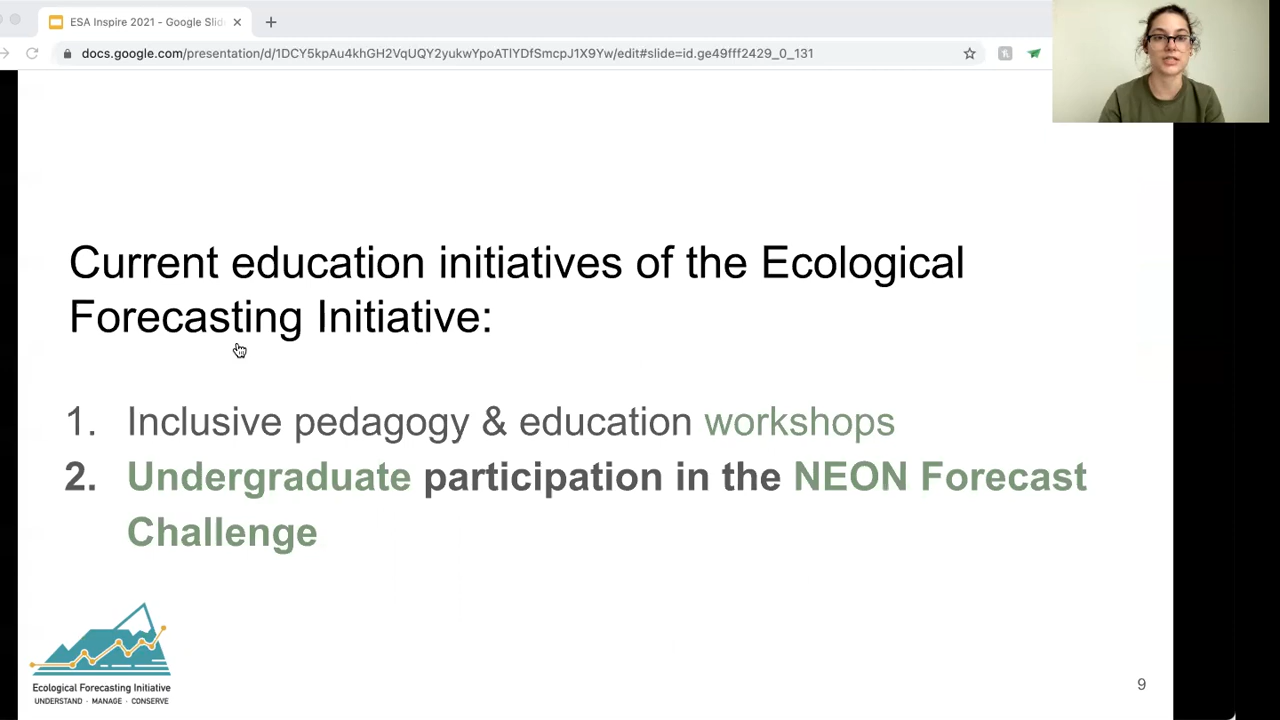 ESA Inspire 2021 - Google Slid
docs.google.com/presentation/d/1DCY5kpAu4khGH2VqUQY2yukwYroATlYDfSmcpJ1X9Yw/edit#slide=id.ge49fff2429_0_131
Current education initiatives of the Ecological
Forecasting Initiative:
1. Inclusive pedagogy & education workshops
2. Undergraduate participation in the NEON Forecast
Challenge
Ecological Forecasting Initiative
UNDERSTAND · MANAGE · CONSERVE
9